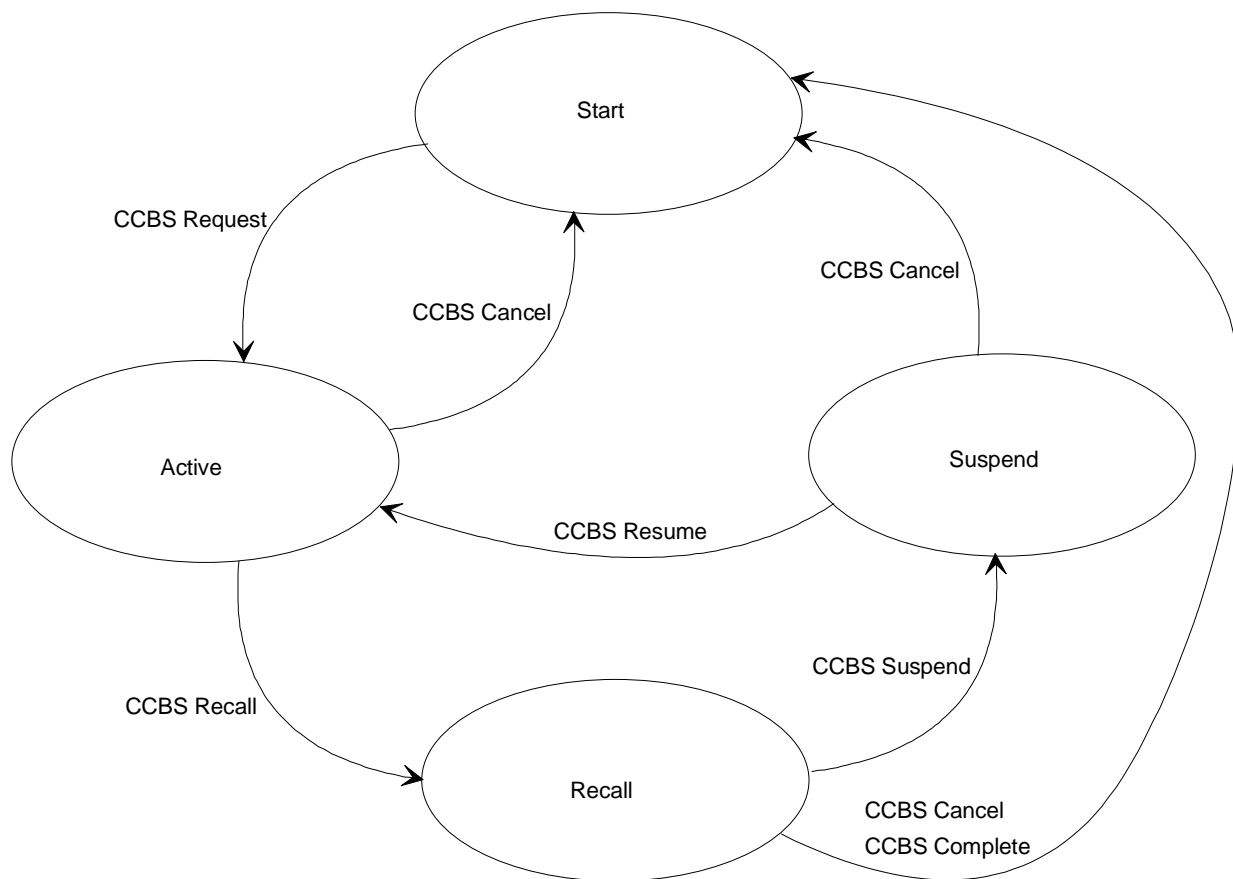 Start
CCBS Request
CCBS Cancel
CCBS Cancel
Active
Suspend
CCBS Resume
CCBS Suspend
CCBS Recall
Recall
CCBS Cancel
CCBS Complete